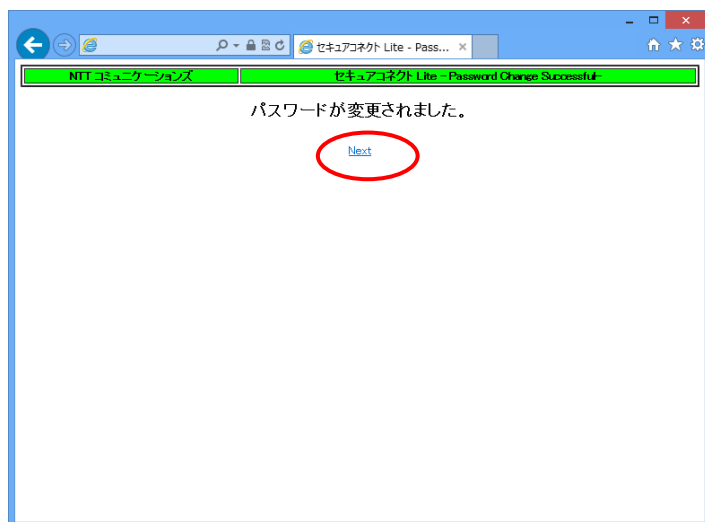 セキュアコネクト Lite - Pass...
NTT コミュニケーションズ
セキュアコネクト Lite －Password Change Successful－
パスワードが変更されました。
Next